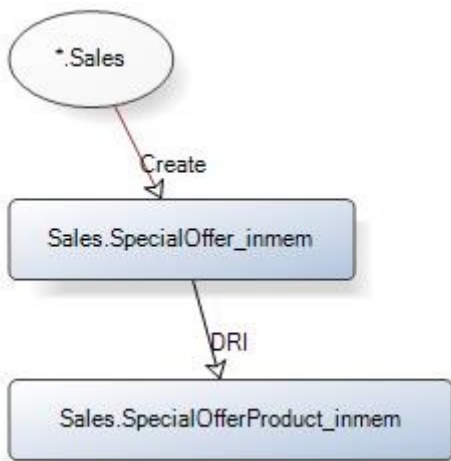 *.Sales
Create
Sales.SpecialOffer_inmem
DRI
Sales.SpecialOfferProduct_inmem